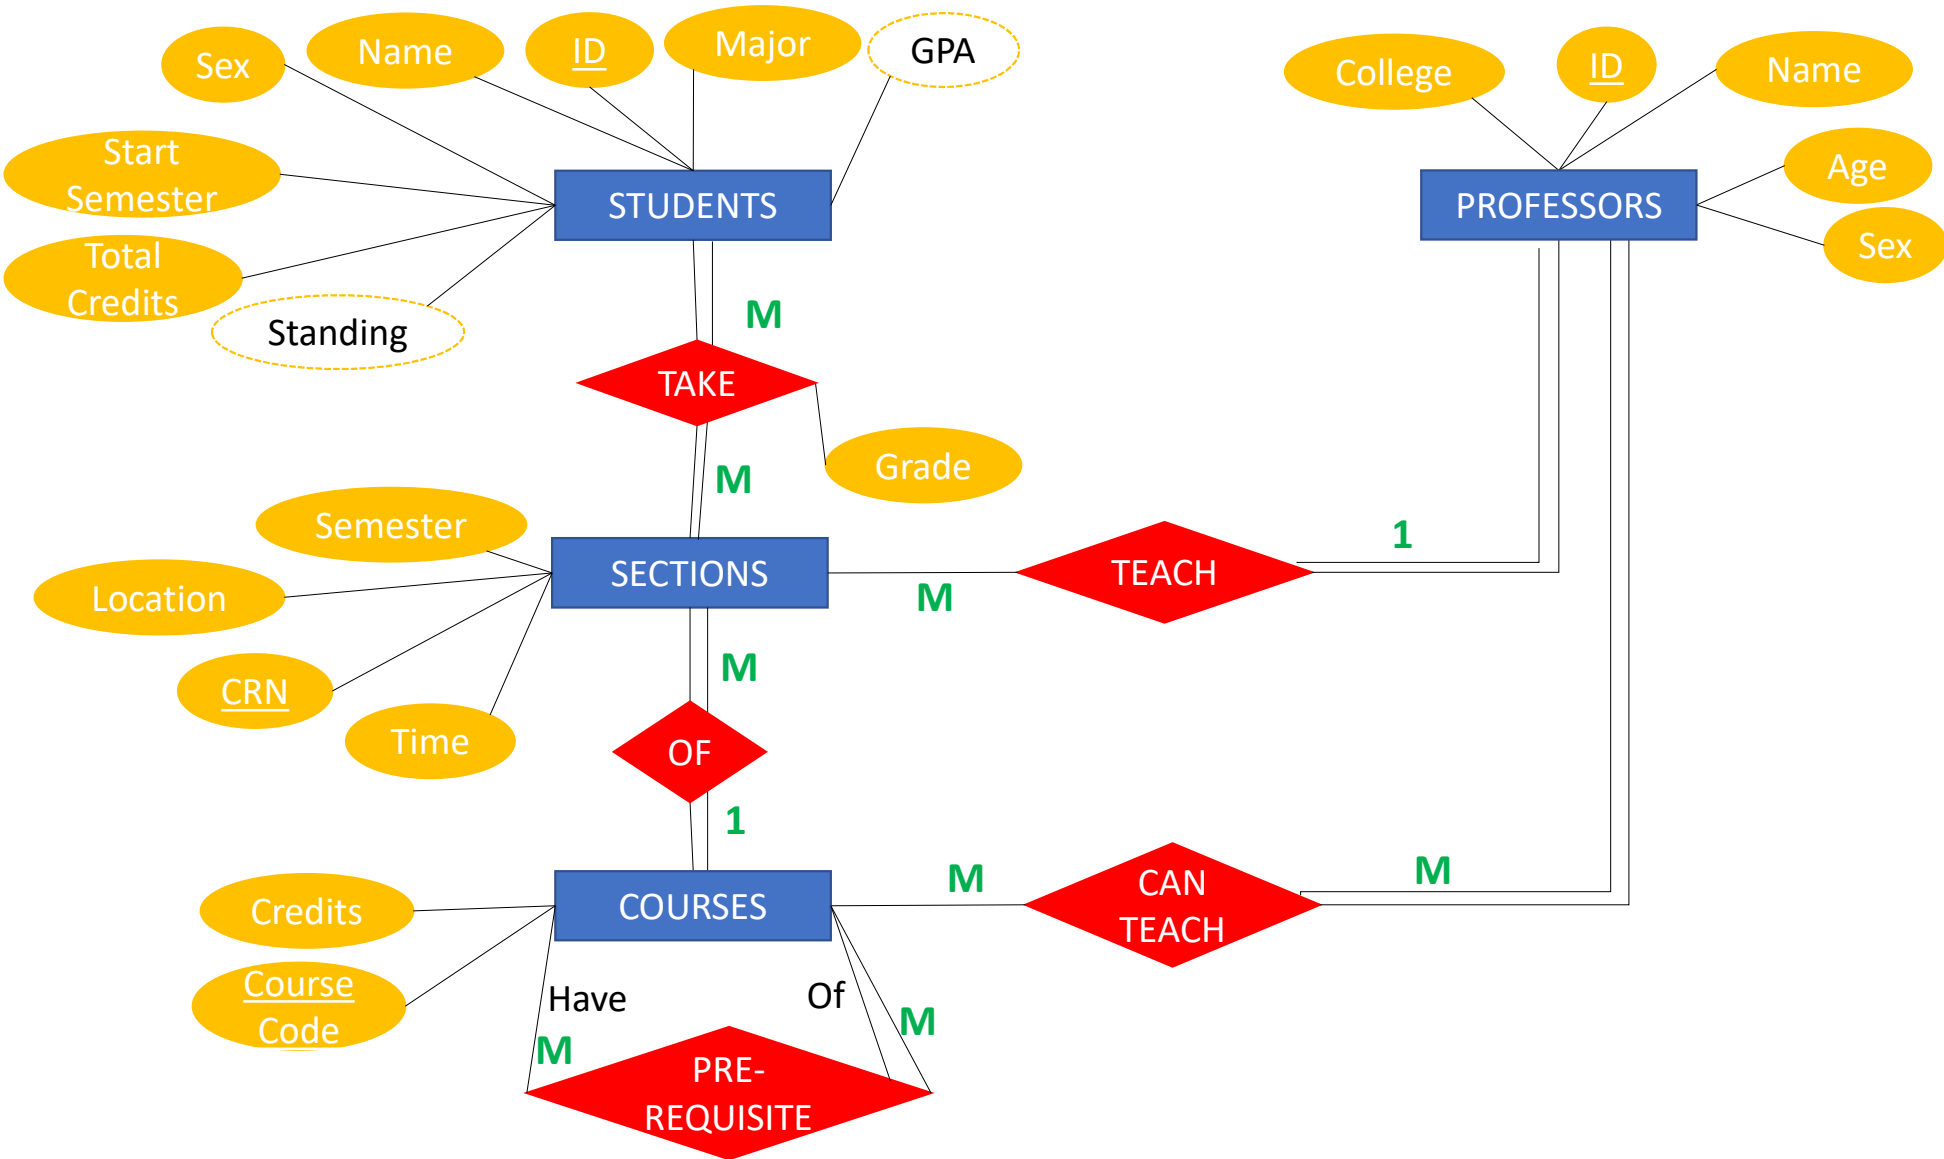 Sex
Name
ID
Major
GPA
College
ID
Name
Start
Semester
STUDENTS
PROFESSORS
Age
Sex
Total
Credits
Standing
M
TAKE
M
Grade
Semester
1
Location
SECTIONS
M
TEACH
CRN
M
Time
OF
1
Credits
COURSES
M
CAN
TEACH
M
Course
Code
Have
Of
M
M
PRE-
REQUISITE